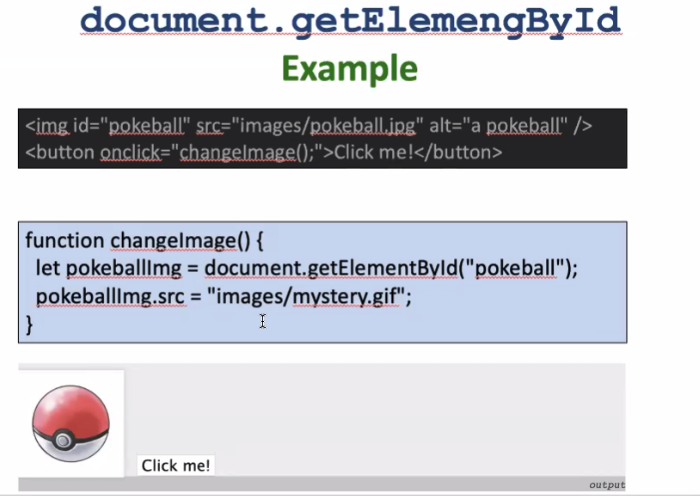 document.getElemengById
Example
<img id="pokeball" src="images/pokeball.jpg" alt="a pokeball" />
<button onclick="changeImage();">Click me!</button>
function changeImage() {
let pokeballImg = document.getElementById("pokeball");
pokeballImg.src = "images/mystery.gif";
}
Click me!
output